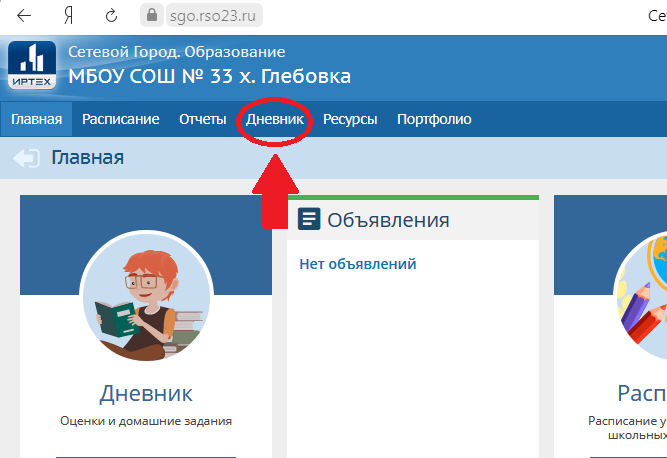 sgo.rso23.ru
Се
Сетевой Город. Образование
МБОУ СОШ № 33 х. Глебовка
ИРТЕХ
Главная Расписание Отчеты Дневник Ресурсы Портфолио
Главная
Объявления
Нет объявлений
Дневник
Оценки и домашние задания
Расп
Расписание у
школьных